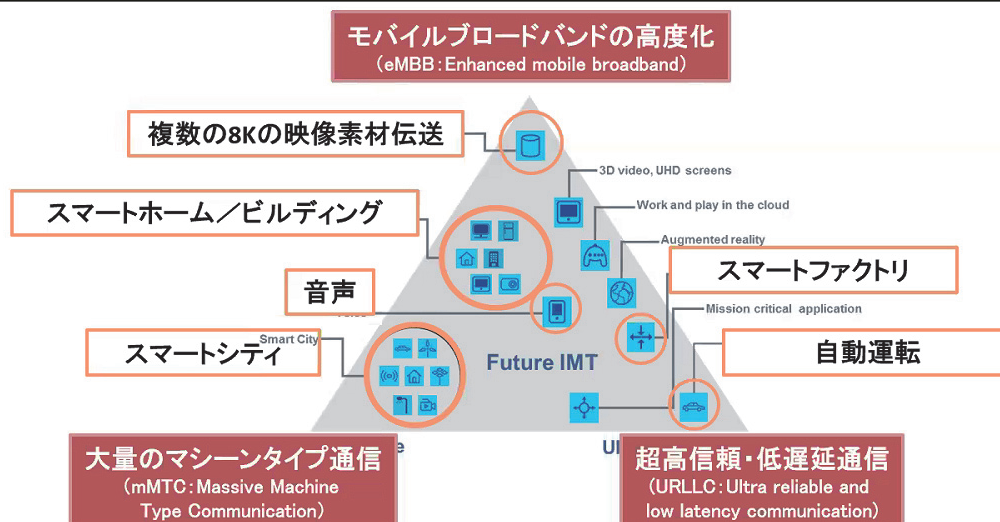 モバイルブロードバンドの高度化
(eMBB：Enhanced mobile broadband)
複数の8Kの映像素材伝送
3D video, UHD screens
スマートホーム／ビルディング
Work and play in the cloud
Augmented reality
スマートファクトリ
音声
Mission critical application
Smart City
スマートシティ
自動運転
Future IMT
大量のマシーンタイプ通信
(mMTC：Massive Machine
Type Communication)
超高信頼・低遅延通信
(URLLC：Ultra reliable and
low latency communication)